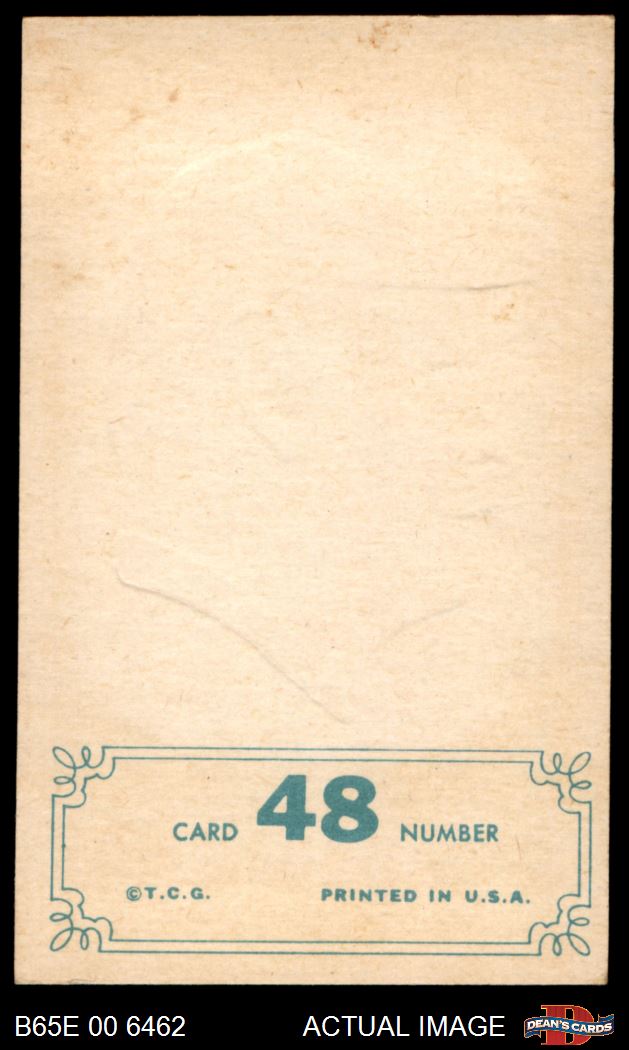 CARD 48 NUMBER
©T.C.G. PRINTED IN U.S.A.
B65E 00 6462 ACTUAL IMAGE DEAN'S CARDS